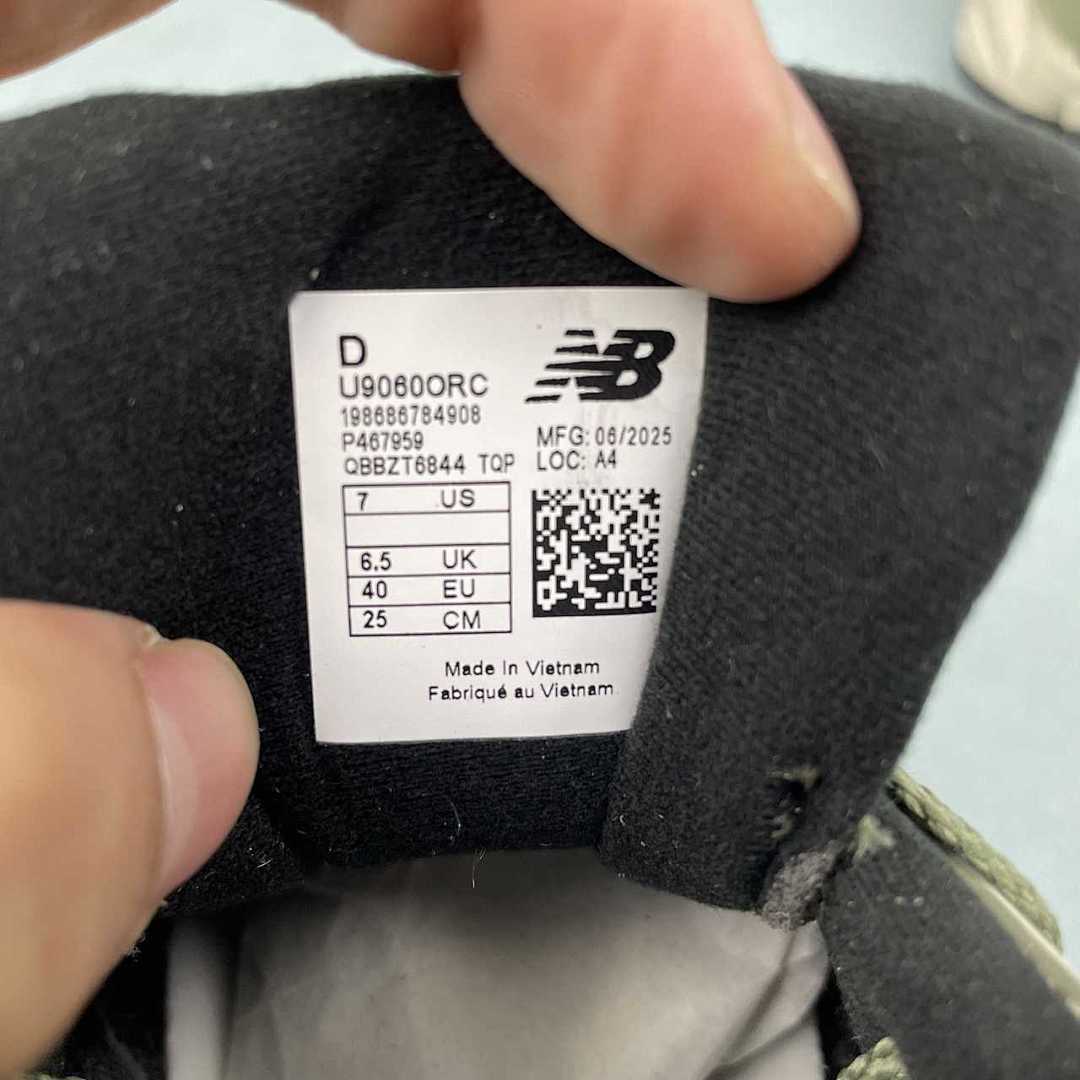 D
U9060ORC
198686784908
P467959
QBBZT6844 TQP
NB
MFG: 06/2025
LOC: A4
7 US
6.5 UK
40 EU
25 CM
Made In Vietnam
Fabriqué au Vietnam